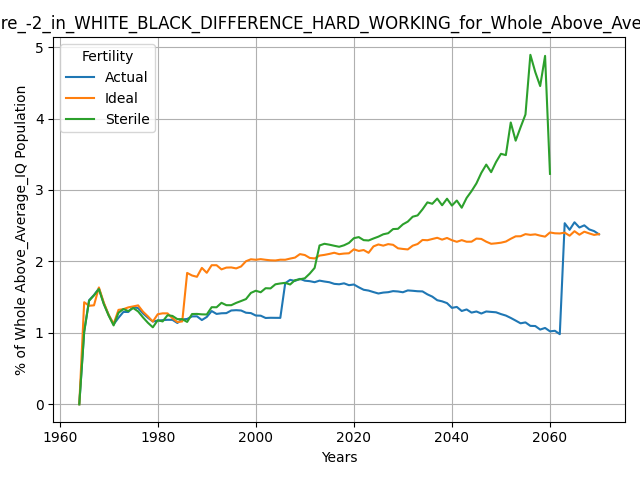 re_-2_in_WHITE_BLACK_DIFFERENCE_HARD_WORKING_for_Whole_Above_Ave
Fertility
Actual
Ideal
Sterile
% of Whole Above_Average_IQ Population
5
4
3
2
1
0
1960
1980
2000
2020
2040
2060
Years